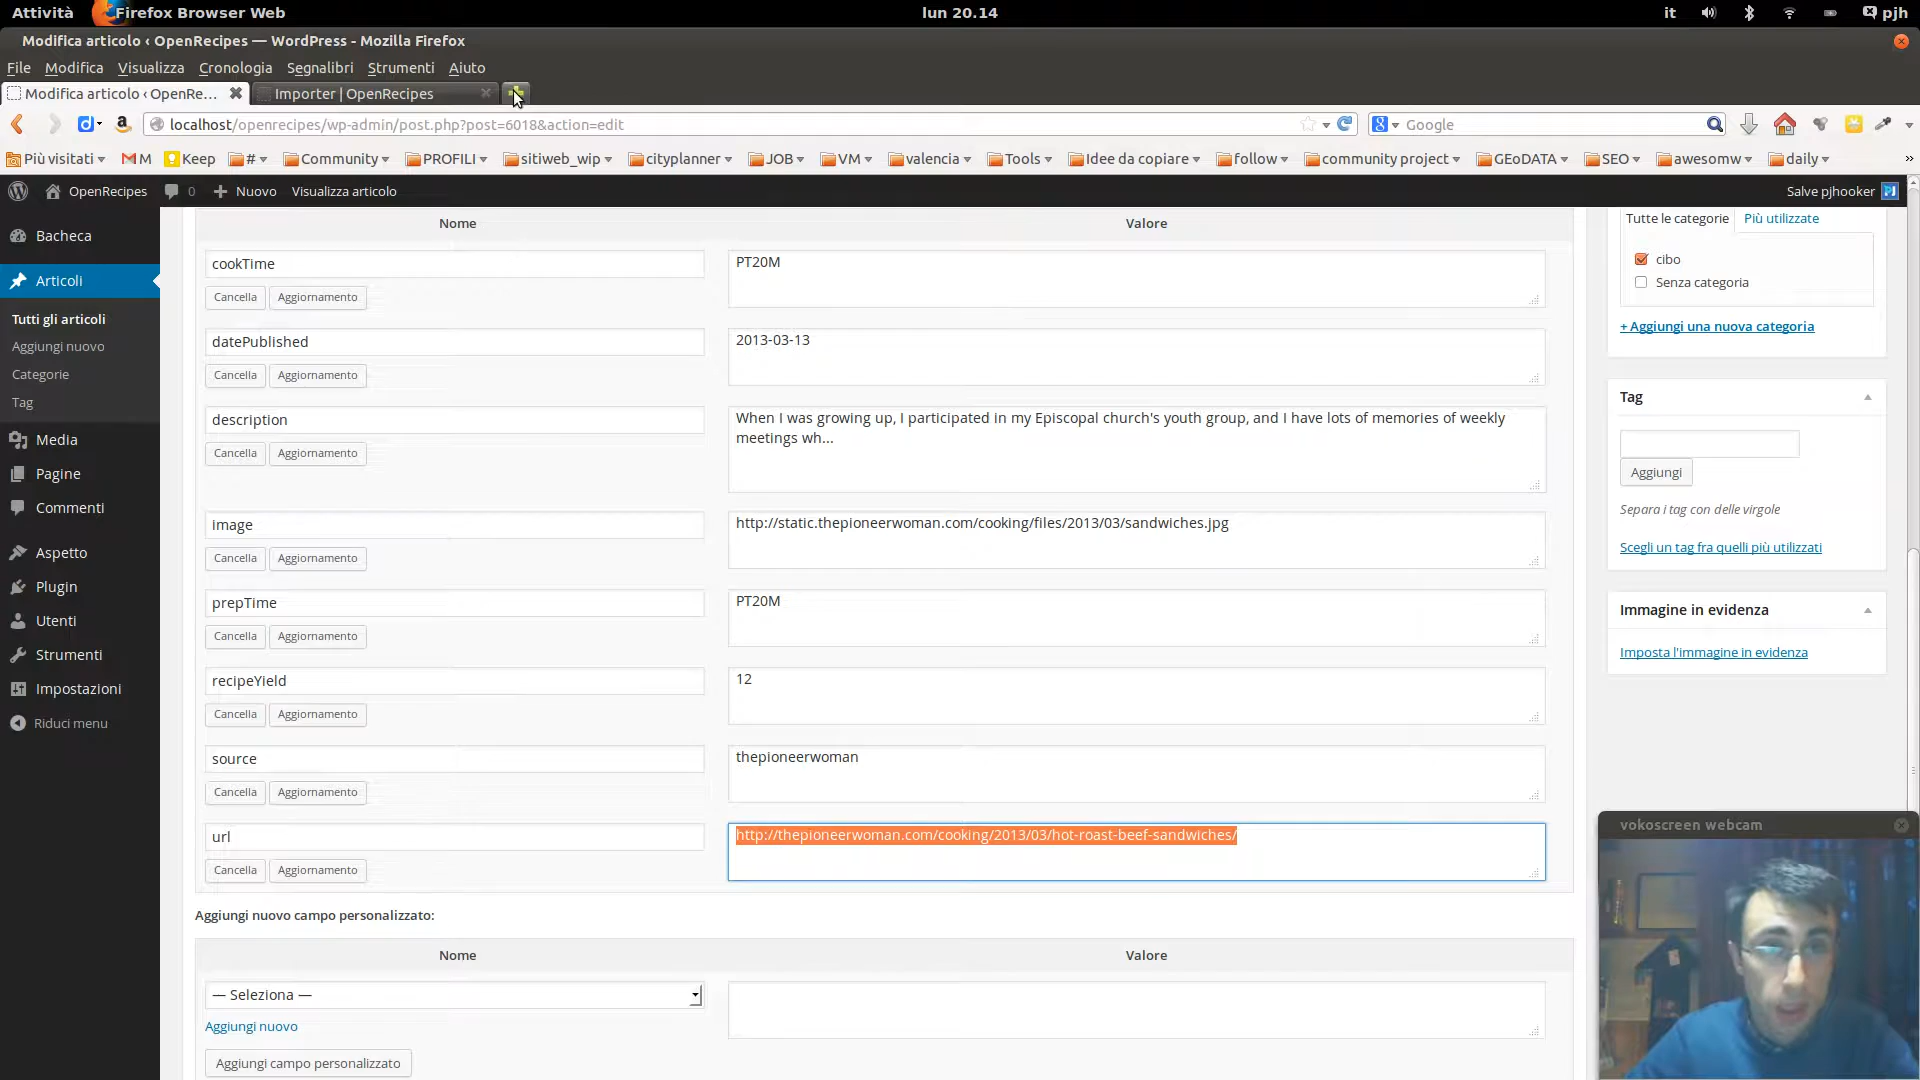 Attività
Firefox Browser Web
lun 20.14
it
pjh
Modifica articolo ‹ OpenRecipes — WordPress - Mozilla Firefox
File Modifica Visualizza Cronologia Segnalibri Strumenti Aiuto
Modifica articolo ‹ OpenRe...
Importer | OpenRecipes
localhost/openrecipes/wp-admin/post.php?post=6018&action=edit
Google
Più visitati
M
Keep
#
Community
PROFILI
sitiweb_wip
cityplanner
JOB
VM
valencia
Tools
Idee da copiare
follow
community project
GEoDATA
SEO
awesomw
daily
»
OpenRecipes
0
Nuovo
Visualizza articolo
Salve pjhooker
Bacheca
Articoli
Tutti gli articoli
Aggiungi nuovo
Categorie
Tag
Media
Pagine
Commenti
Aspetto
Plugin
Utenti
Strumenti
Impostazioni
Riduci menu
Nome
Valore
cookTime
PT20M
Cancella
Aggiornamento
datePublished
2013-03-13
Cancella
Aggiornamento
description
When I was growing up, I participated in my Episcopal church's youth group, and I have lots of memories of weekly
meetings wh...
Cancella
Aggiornamento
image
http://static.thepioneerwoman.com/cooking/files/2013/03/sandwiches.jpg
Cancella
Aggiornamento
prepTime
PT20M
Cancella
Aggiornamento
recipeYield
12
Cancella
Aggiornamento
source
thepioneerwoman
Cancella
Aggiornamento
url
http://thepioneerwoman.com/cooking/2013/03/hot-roast-beef-sandwiches/
Cancella
Aggiornamento
Aggiungi nuovo campo personalizzato:
Nome
Valore
— Seleziona —
Aggiungi nuovo
Aggiungi campo personalizzato
Tutte le categorie
Più utilizzate
cibo
Senza categoria
+ Aggiungi una nuova categoria
Tag
Aggiungi
Separa i tag con delle virgole
Scegli un tag fra quelli più utilizzati
Immagine in evidenza
Imposta l'immagine in evidenza
vokoscreen webcam